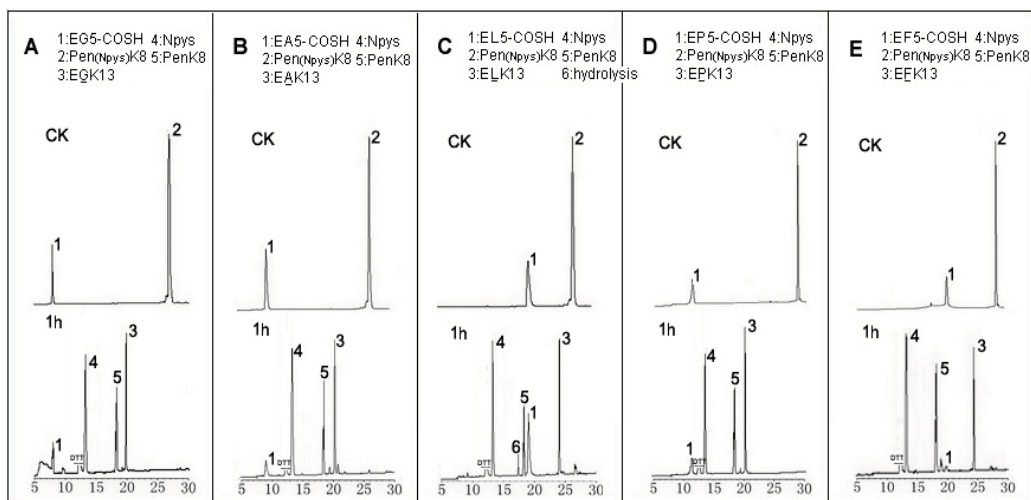 A
1:EG5-COSH 4:Npys
2:Pen(Npys)K8 5:PenK8
3:EGK13
CK
2
1
1h
3
4
5
1
DTT
5 10 15 20 25 30
B
1:EA5-COSH 4:Npys
2:Pen(Npys)K8 5:PenK8
3:EAK13
CK
2
1
1h
3
4
5
1
DTT
5 10 15 20 25 30
C
1:EL5-COSH 4:Npys
2:Pen(Npys)K8 5:PenK8
3:ELK13 6:hydrolysis
CK
2
1
1h
3
4
5
1
6
DTT
5 10 15 20 25 30
D
1:EP5-COSH 4:Npys
2:Pen(Npys)K8 5:PenK8
3:EPK13
CK
2
1
1h
3
4
5
1
DTT
5 10 15 20 25 30
E
1:EF5-COSH 4:Npys
2:Pen(Npys)K8 5:PenK8
3:EFK13
CK
2
1
1h
4
3
5
1
DTT
5 10 15 20 25 30